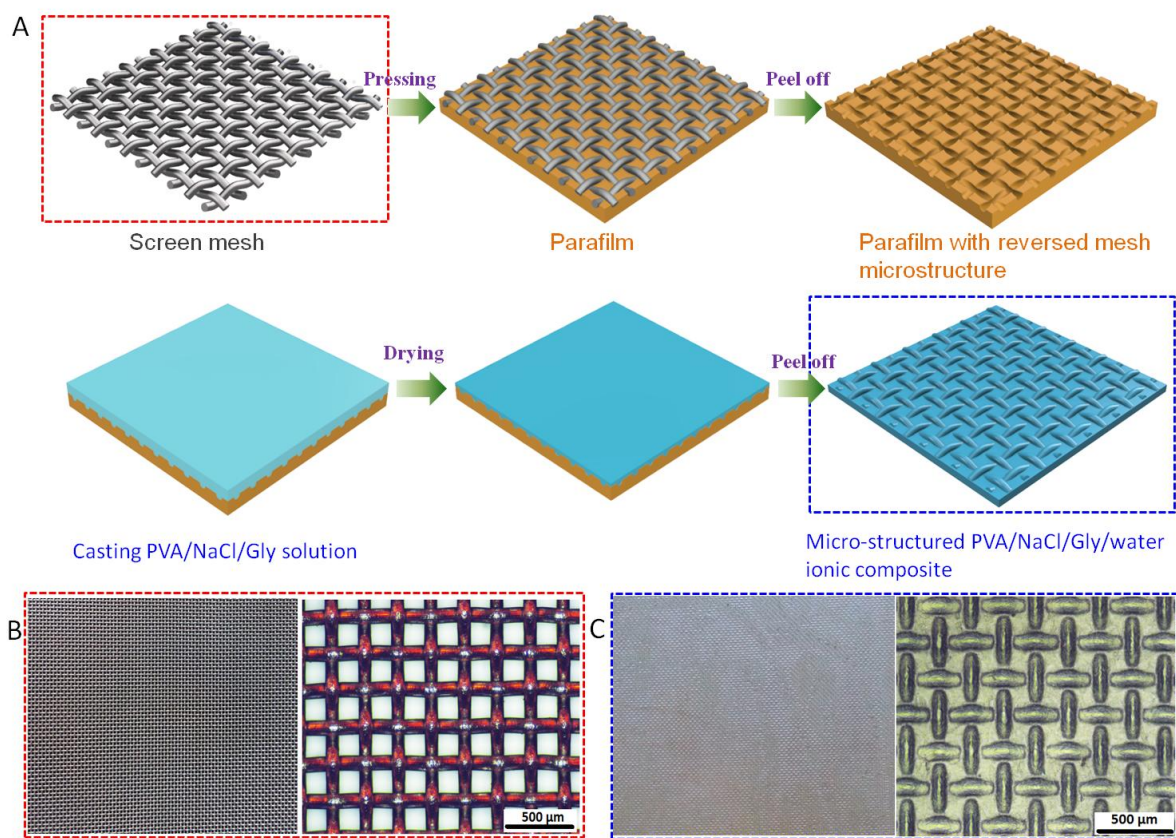 A
Pressing
Peel off
Screen mesh
Parafilm
Parafilm with reversed mesh
microstructure
Drying
Peel off
Casting PVA/NaCl/Gly solution
Micro-structured PVA/NaCl/Gly/water
ionic composite
B
500 μm
C
500 μm